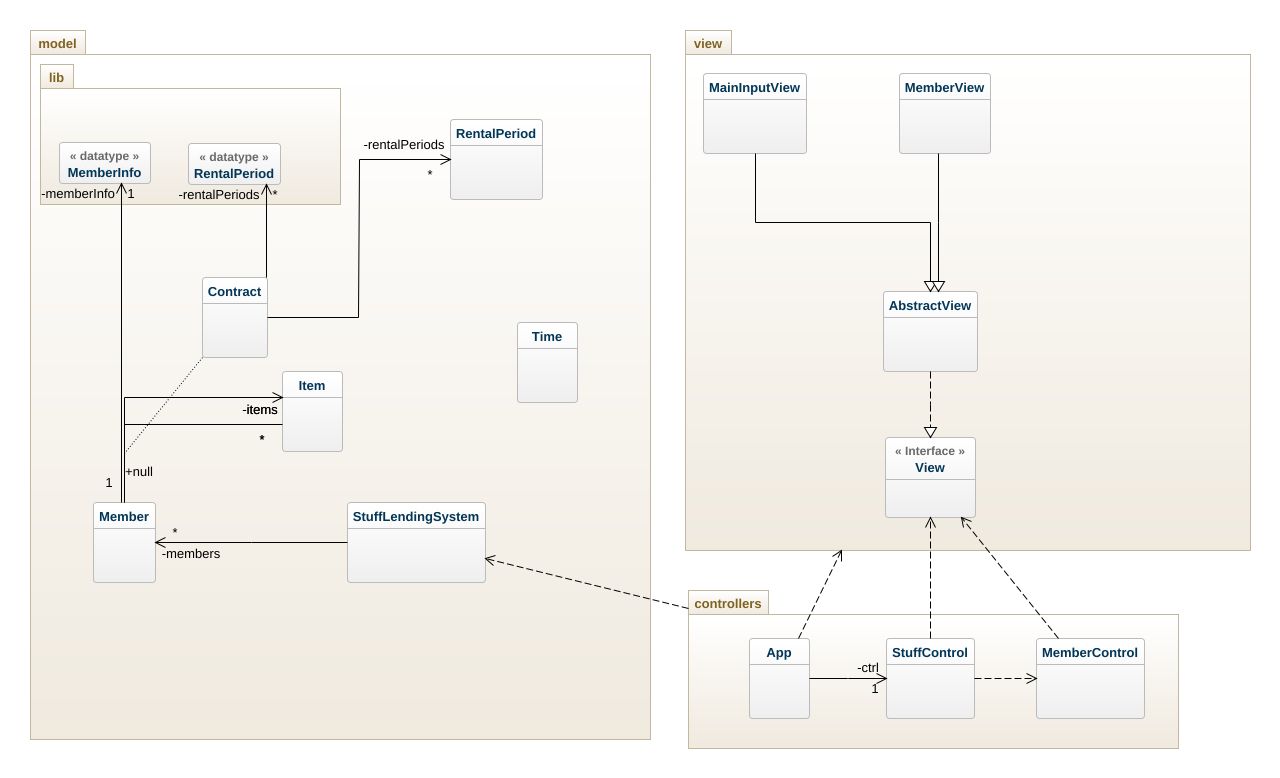 model
lib
« datatype »
MemberInfo
-memberInfo
1
« datatype »
RentalPeriod
-rentalPeriods
*
-rentalPeriods
*
RentalPeriod
Contract
Time
Item
-items
*
+null
1
Member
*
-members
StuffLendingSystem
view
MainInputView
MemberView
AbstractView
« Interface »
View
controllers
App
-ctrl
1
StuffControl
MemberControl